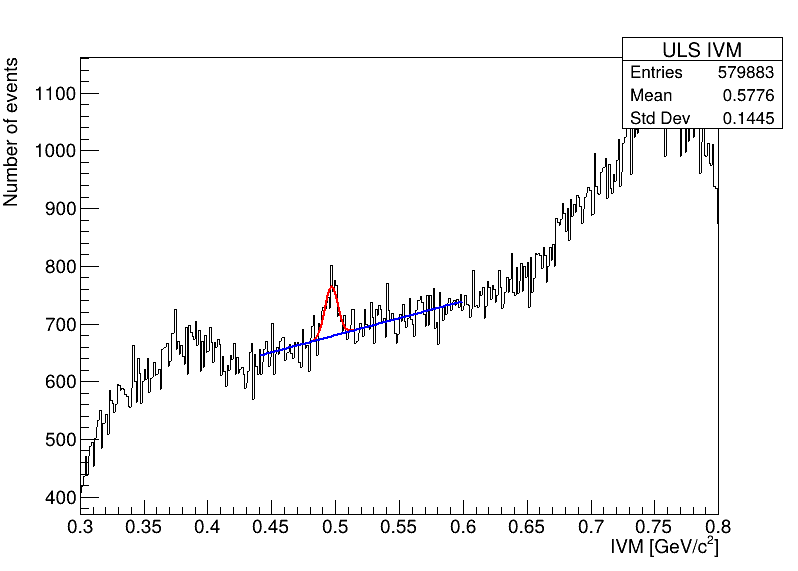 ULS IVM
Entries 579883
Mean 0.5776
Std Dev 0.1445
Number of events
1100
1000
900
800
700
600
500
400
0.3 0.35 0.4 0.45 0.5 0.55 0.6 0.65 0.7 0.75 0.8
IVM [GeV/c²]